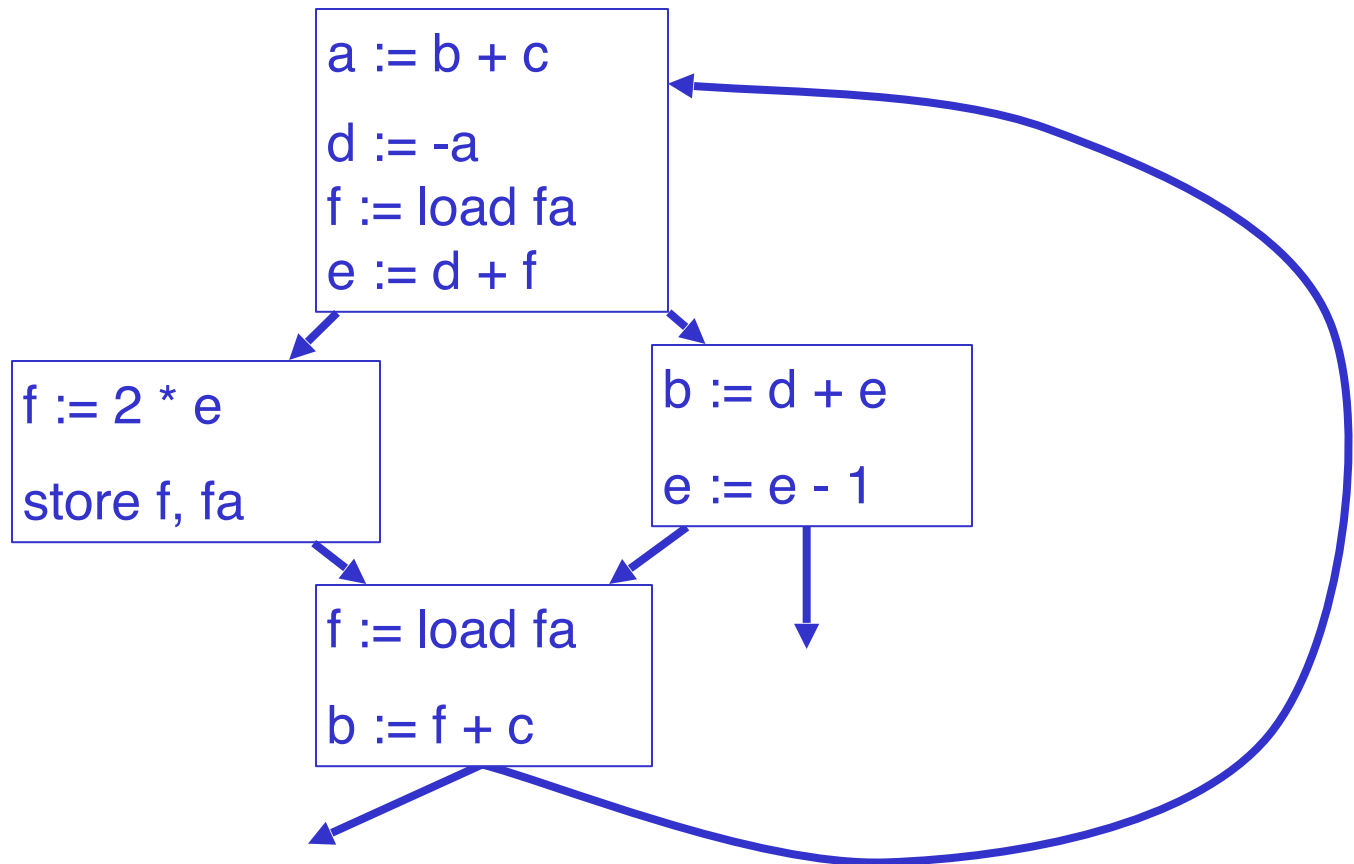 a := b + c
d := -a
f := load fa
e := d + f
f := 2 * e
store f, fa
b := d + e
e := e - 1
f := load fa
b := f + c